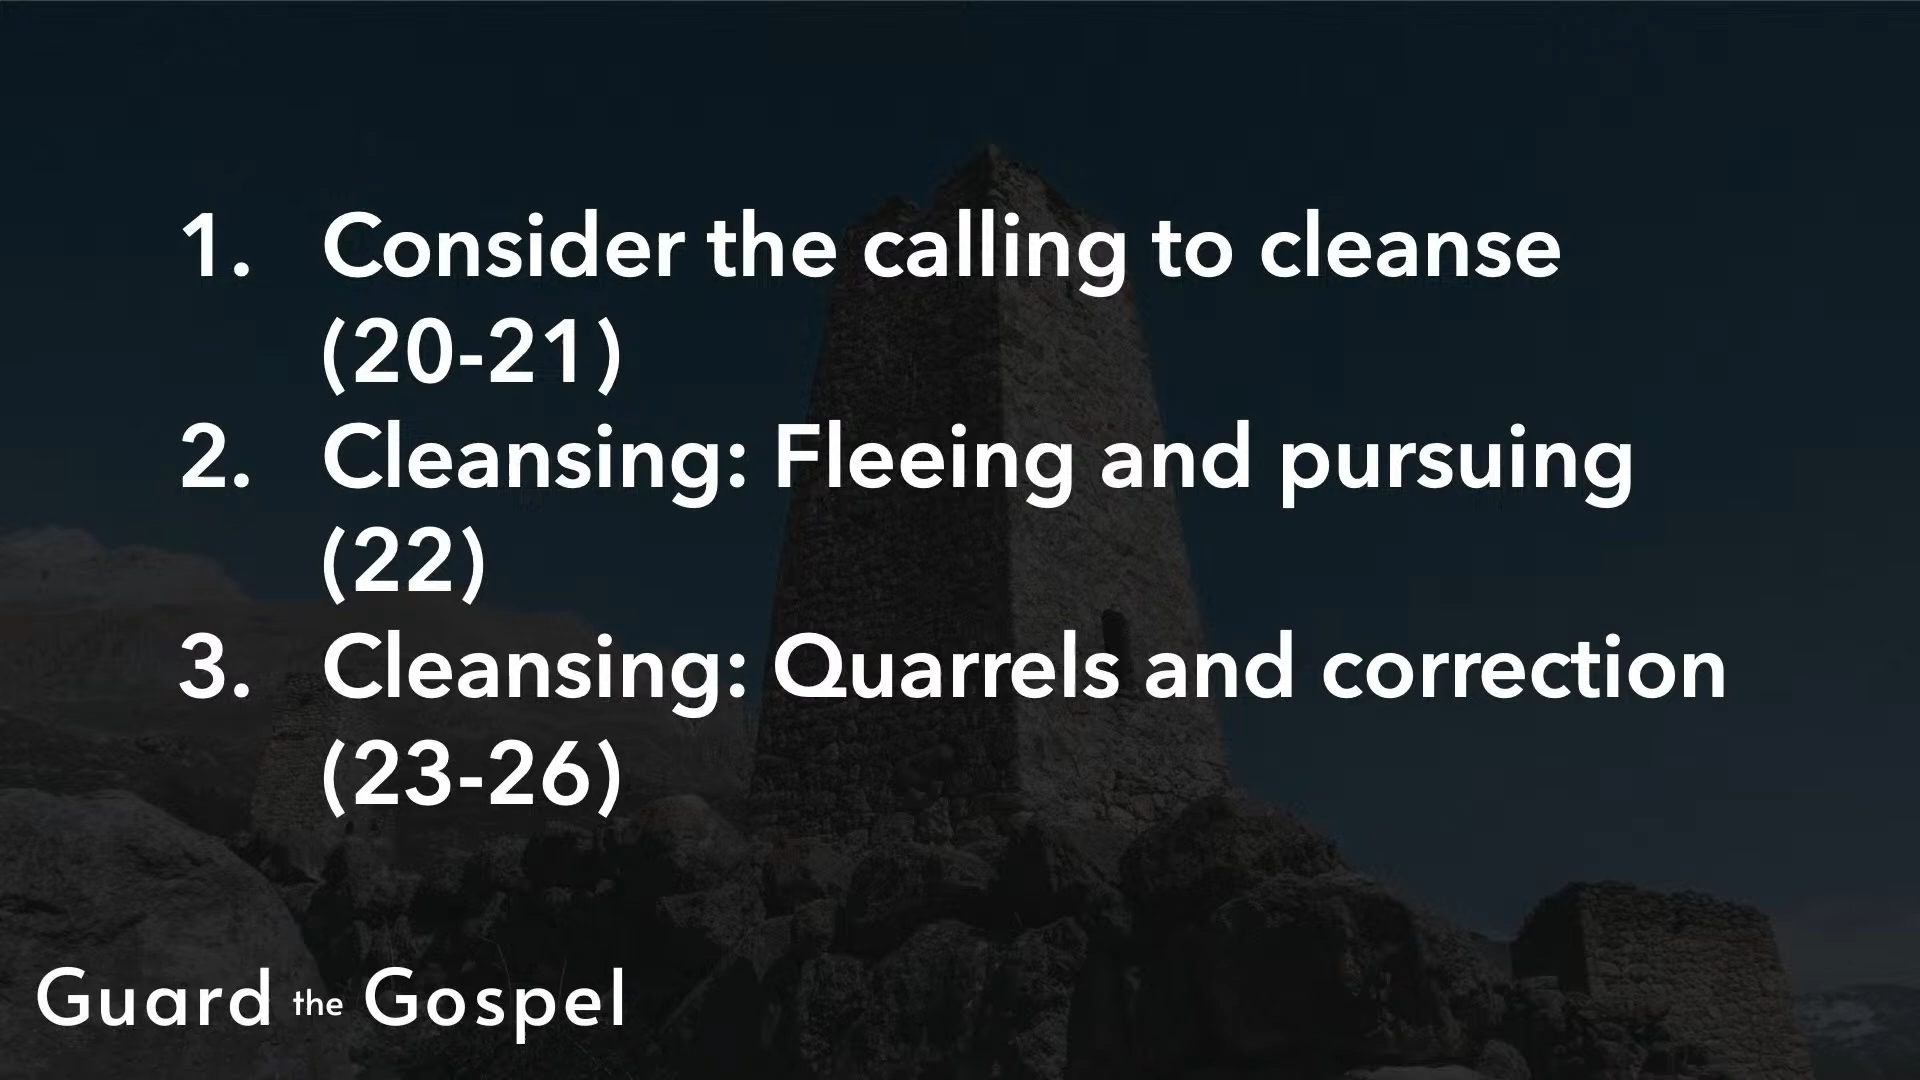 1. Consider the calling to cleanse
(20-21)
2. Cleansing: Fleeing and pursuing
(22)
3. Cleansing: Quarrels and correction
(23-26)
Guard the Gospel